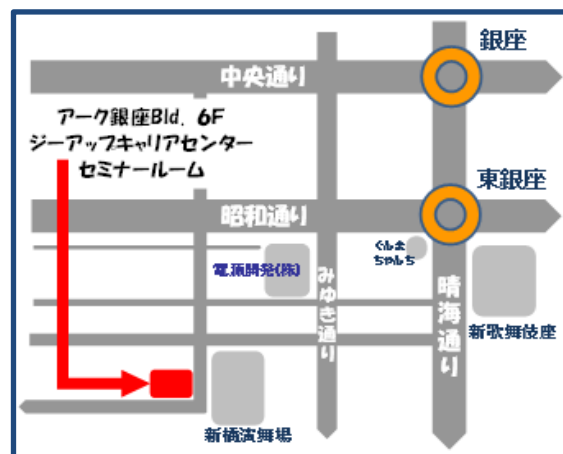 銀座
中央通り
アーク銀座Bld. 6F
ジーアップキャリアセンター
セミナールーム
東銀座
昭和通り
ぐんま
ちゃんち
電源開発(株)
みゆき通り
晴海通り
新歌舞伎座
新橋演舞場